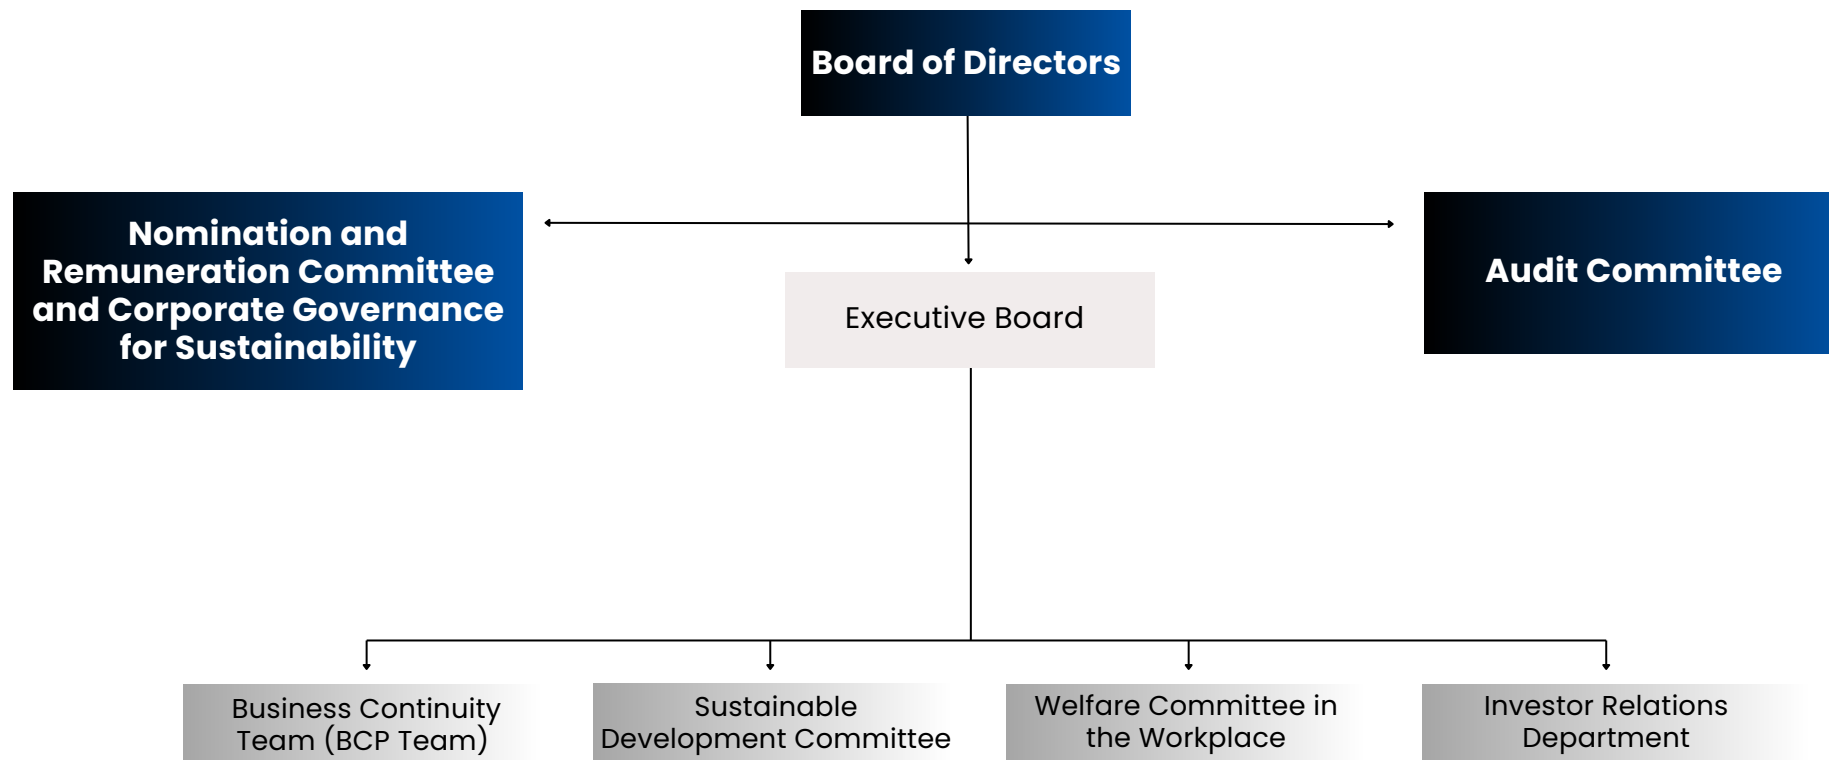 Board of Directors
Nomination and
Remuneration Committee
and Corporate Governance
for Sustainability
Audit Committee
Executive Board
Business Continuity
Team (BCP Team)
Sustainable
Development Committee
Welfare Committee in
the Workplace
Investor Relations
Department